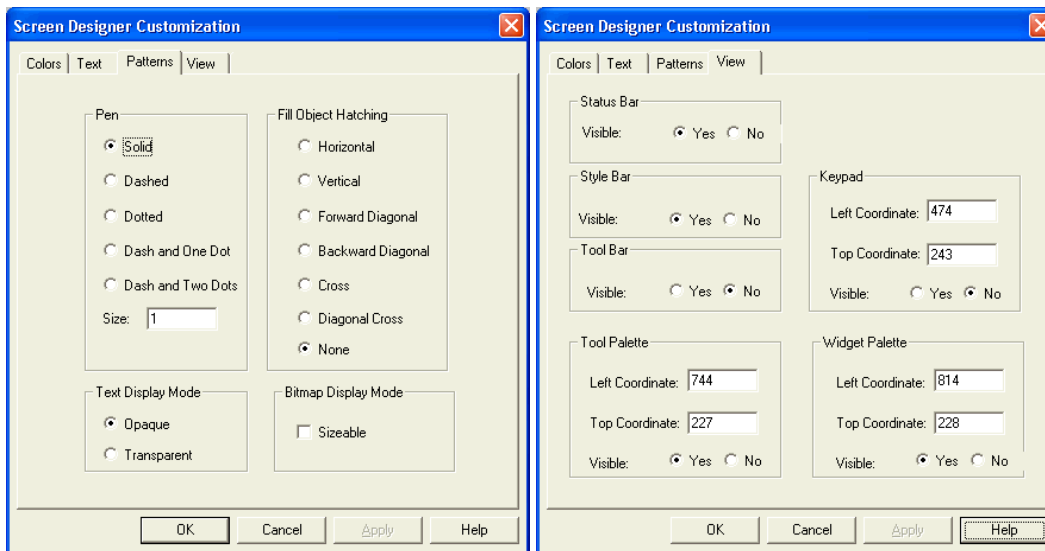 Screen Designer Customization
Colors Text Patterns View
Pen
Solid
Dashed
Dotted
Dash and One Dot
Dash and Two Dots
Size: 1
Fill Object Hatching
Horizontal
Vertical
Forward Diagonal
Backward Diagonal
Cross
Diagonal Cross
None
Text Display Mode
Opaque
Transparent
Bitmap Display Mode
Sizeable
OK Cancel Apply Help
Screen Designer Customization
Colors Text Patterns View
Status Bar
Visible: Yes No
Style Bar
Visible: Yes No
Tool Bar
Visible: Yes No
Keypad
Left Coordinate: 474
Top Coordinate: 243
Visible: Yes No
Tool Palette
Left Coordinate: 744
Top Coordinate: 227
Visible: Yes No
Widget Palette
Left Coordinate: 814
Top Coordinate: 228
Visible: Yes No
OK Cancel Apply Help